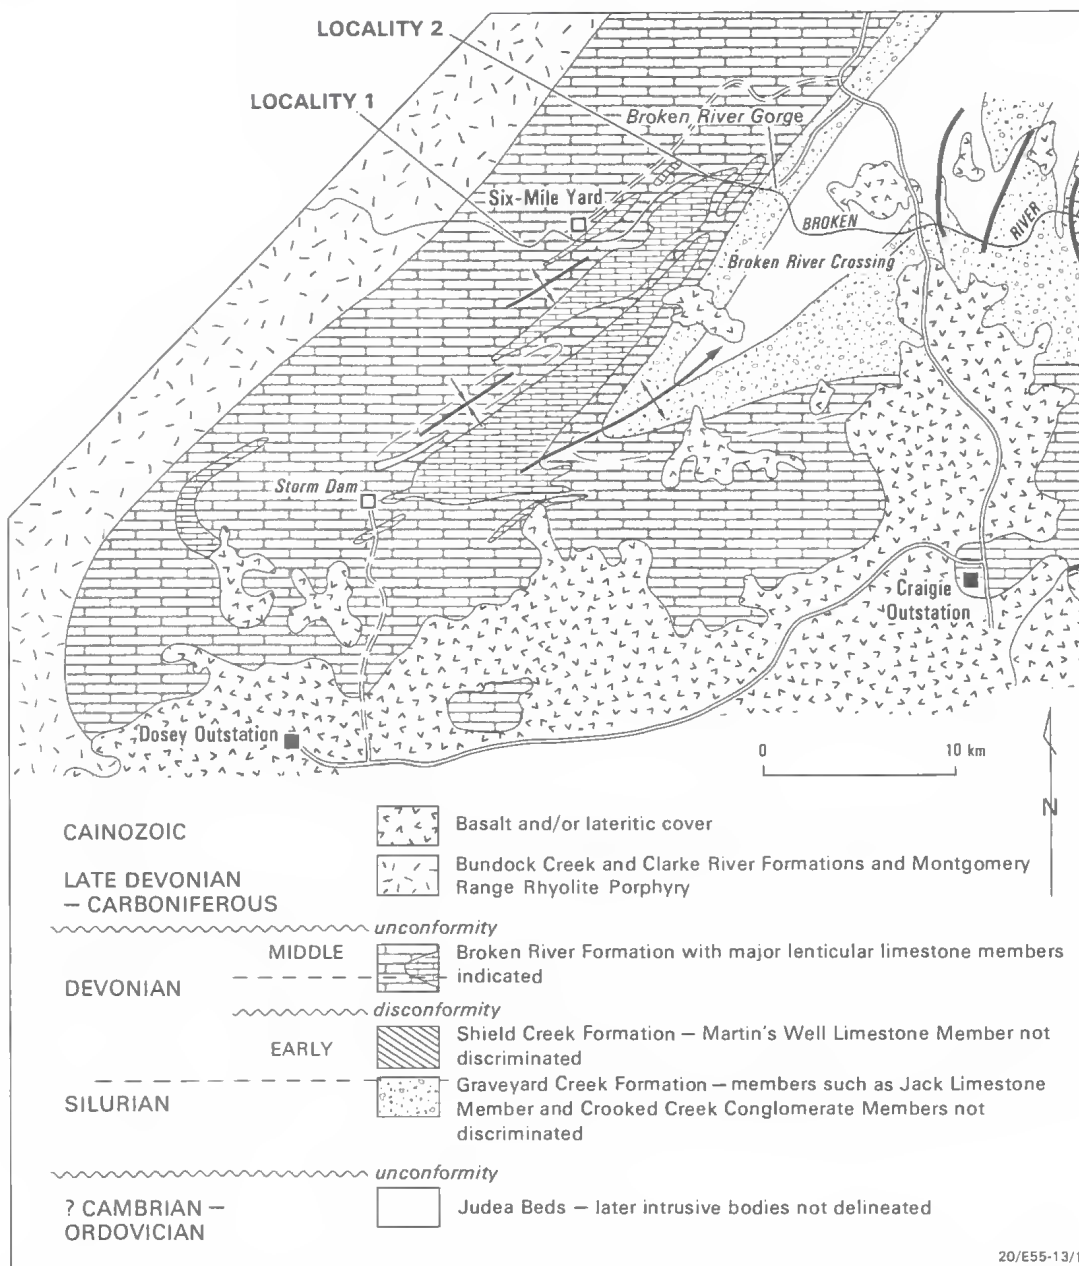 LOCALITY 2
LOCALITY 1
Broken River Gorge
Six-Mile Yard
BROKEN
RIVER
Broken River Crossing
Storm Dam
Craigie
Outstation
Dosey Outstation
0
10 km
N
CAINOZOIC
Basalt and/or lateritic cover
LATE DEVONIAN
– CARBONIFEROUS
Bundock Creek and Clarke River Formations and Montgomery
Range Rhyolite Porphyry
unconformity
DEVONIAN
MIDDLE
Broken River Formation with major lenticular limestone members
indicated
disconformity
EARLY
Shield Creek Formation – Martin's Well Limestone Member not
discriminated
SILURIAN
Graveyard Creek Formation – members such as Jack Limestone
Member and Crooked Creek Conglomerate Members not
discriminated
unconformity
? CAMBRIAN –
ORDOVICIAN
Judea Beds – later intrusive bodies not delineated
20/E55-13/1